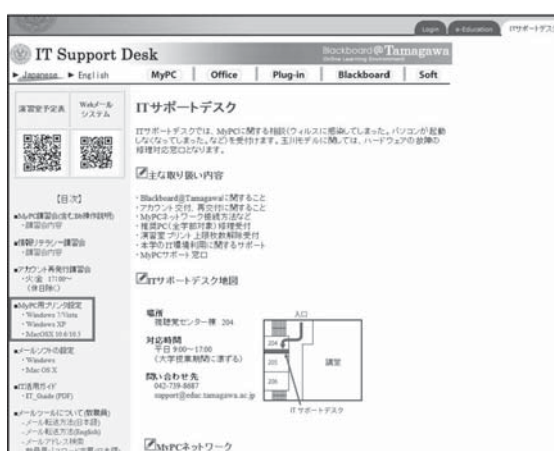 Login
e-Education
ITサポートデスク
IT Support Desk
Blackboard@Tamagawa
Online Learning Environment
▶ Japanese ▶ English
MyPC
Office
Plug-in
Blackboard
Soft
演習室予定表
Webメールシステム
【目次】
■MyPC講習会(含むBb操作説明)
・講習会内容
■情報リテラシー講習会
・講習会内容
■アカウント再発行講習会
・火/金 17:00～
(休日除く)
■MyPC用プリンタ設定
・Windows 7/Vista
・Windows XP
・MacOSX 10.6/10.5
■メールソフトの設定
・Windows
・Mac OS X
■IT活用ガイド
・IT_Guide (PDF)
■メールツールについて(教職員)
・メール転送方法(日本語)
・メール転送方法(English)
・メールアドレス検索
ITサポートデスク
ITサポートデスクでは、MyPCに関する相談(ウィルスに感染してしまった。パソコンが起動
しなくなってしまった。など)を受付けます。玉川モデルに関しては、ハードウェアの故障の
修理対応窓口となります。
主な取り扱い内容
・Blackboard@Tamagawaに関すること
・アカウント交付、再交付に関すること
・MyPCネットワーク接続方法など
・推奨PC(全学部対象)修理受付
・演習室プリント上限枚数解除受付
・本学のIT環境利用に関するサポート
・MyPCサポート窓口
ITサポートデスク地図
場所
視聴覚センター棟 204
対応時間
平日 9:00～17:00
(大学授業期間に準ずる)
問い合わせ先
042-739-8687
support@educ.tamagawa.ac.jp
入口
204
205
206
講堂
ITサポートデスク
MyPCネットワーク